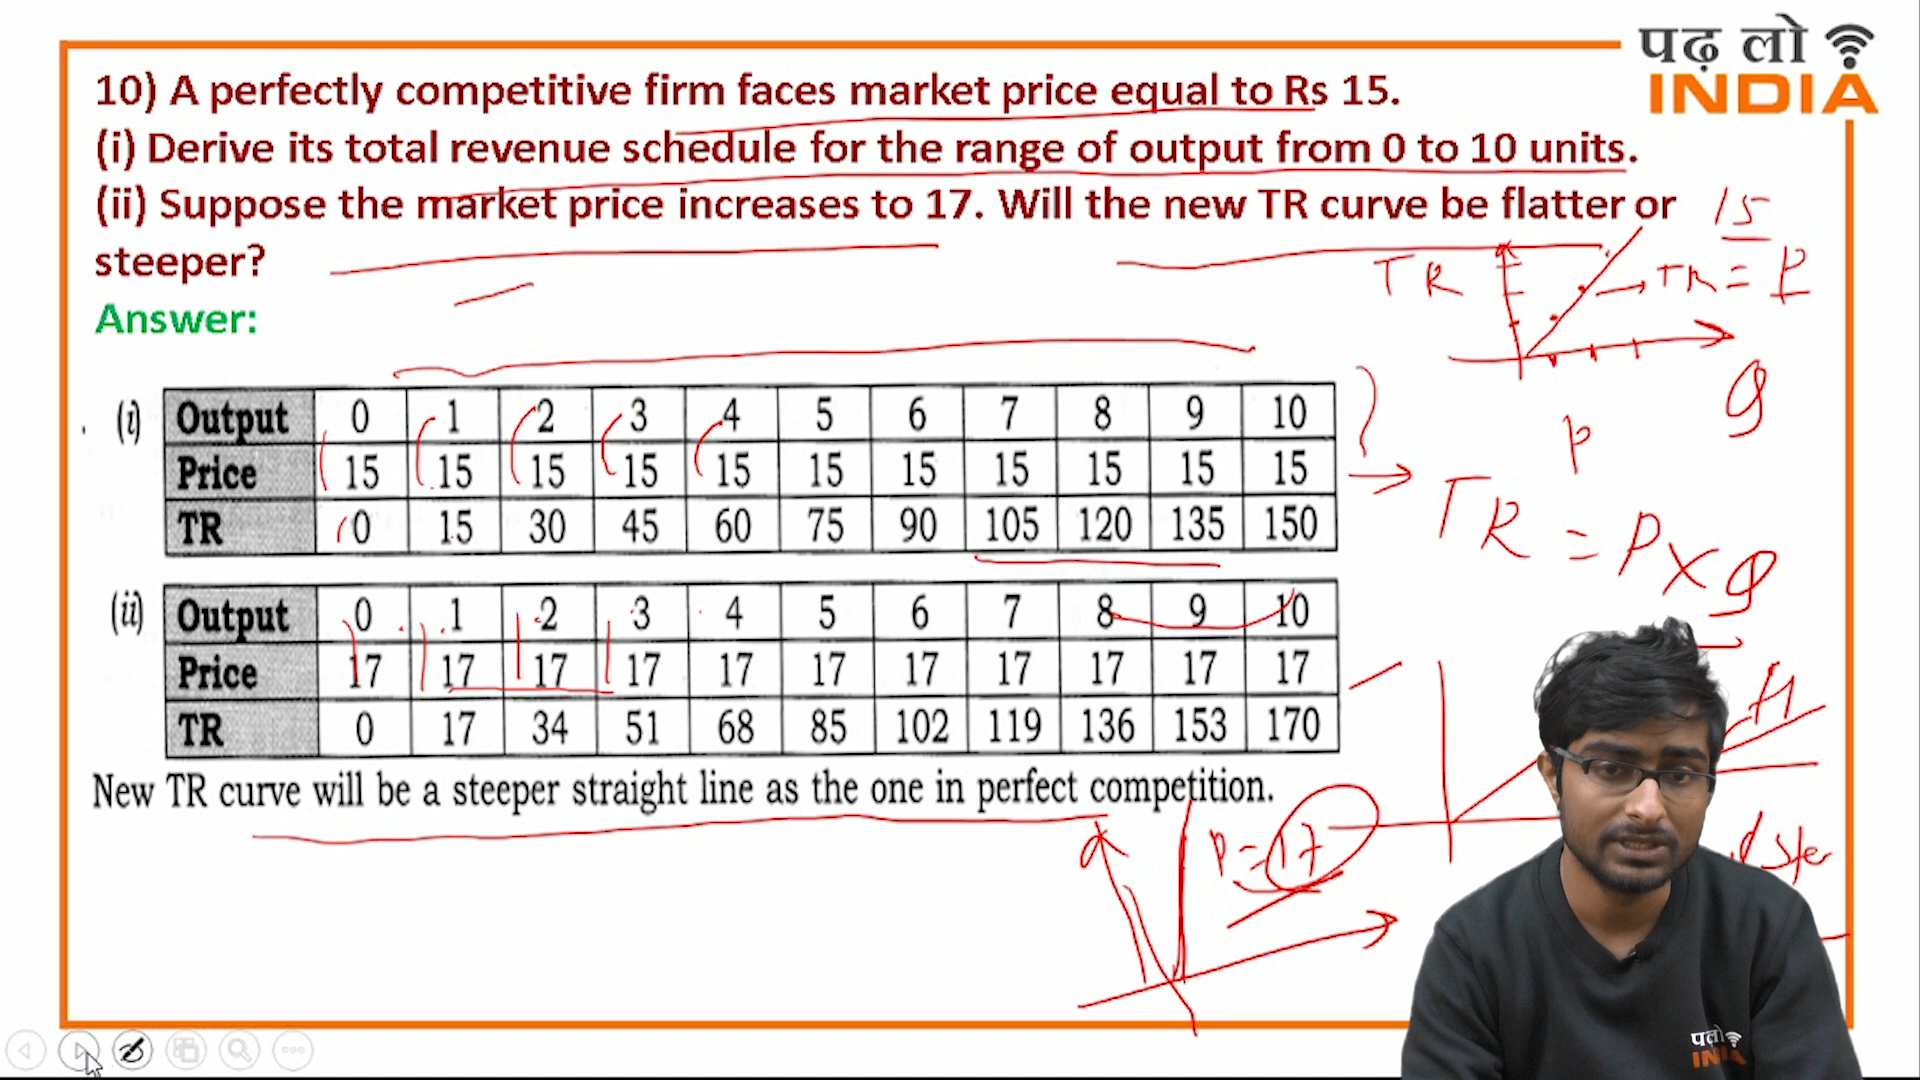 पढ़ लो
INDIA
10) A perfectly competitive firm faces market price equal to Rs 15.
(i) Derive its total revenue schedule for the range of output from 0 to 10 units.
(ii) Suppose the market price increases to 17. Will the new TR curve be flatter or
steeper?
15
TR
TR = P
Answer:
(i) Output 0 1 2 3 4 5 6 7 8 9 10
Price 15 15 15 15 15 15 15 15 15 15 15
TR 0 15 30 45 60 75 90 105 120 135 150
P
TR = P x
(ii) Output 0 1 2 3 4 5 6 7 8 9 10
Price 17 17 17 17 17 17 17 17 17 17 17
TR 0 17 34 51 68 85 102 119 136 153 170
New TR curve will be a steeper straight line as the one in perfect competition.
P = 17
पढ़ लो
INDIA